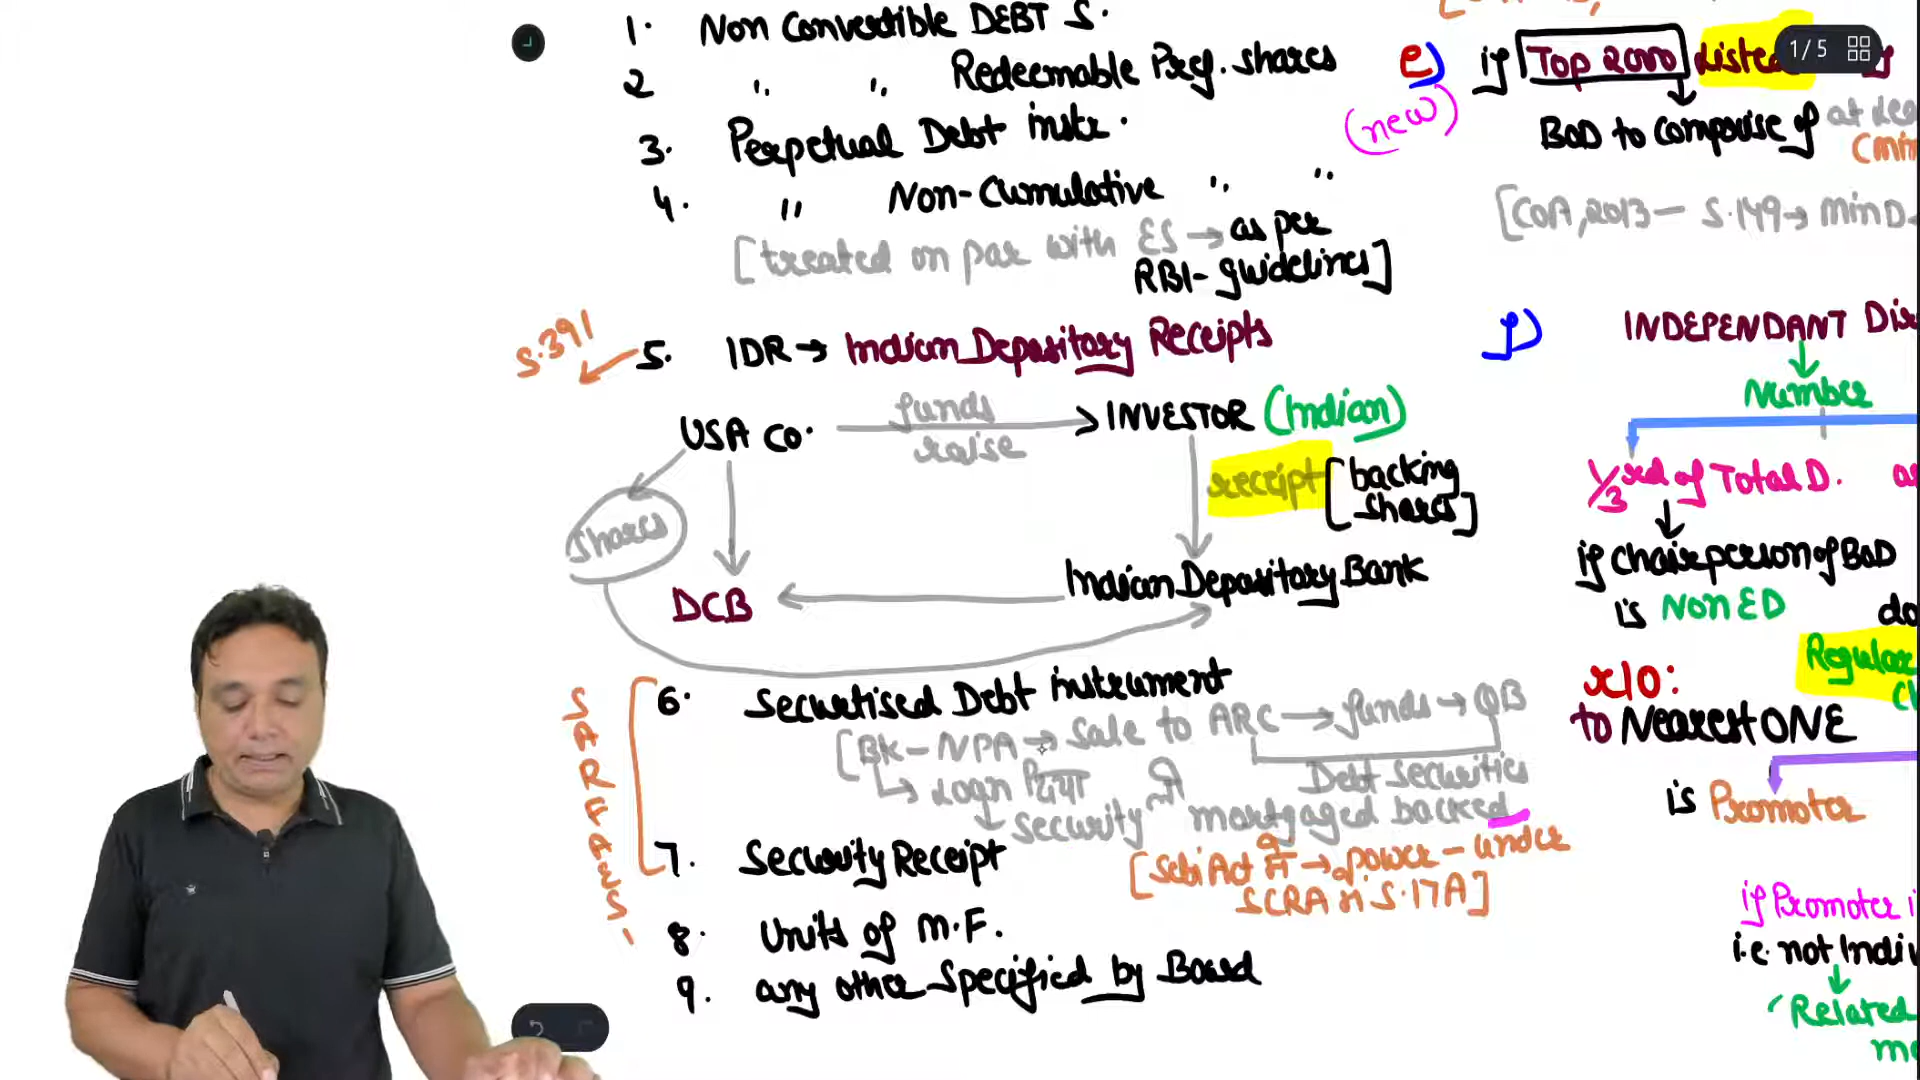 1. Non Convertible DEBT S.
2 " " Redeemable Pref. shares
3. Perpetual Debt instr.
4. " Non-Cumulative " "
[treated on par with ES → as per
RBI- guidelines]
S.391
5. IDR → Indian Depository Receipts
USA Co. funds raise → INVESTOR (Indian)
shares
receipt [backing
shares]
DCB
Indian Depository Bank
SARFAESI
6. Securitised Debt instrument
[BK-NPA → sale to ARC → funds → QB
Loan दिया Debt securities
security mortgaged backed
7. Security Receipt
[Sebi Act → power - under
SCRA S.17A]
8. Units of M.F.
9. any other Specified by Board
1/5
e) if Top 2000 Listed
(new)
BoD to comprise of at
[COA, 2013 - S.149 → Min D
f) INDEPENDANT
Number
1/3rd of Total D.
if Chairperson of BoD
is Non ED
r/o:
to Nearest ONE
is Promoter
if Promoter
i.e. not
Related